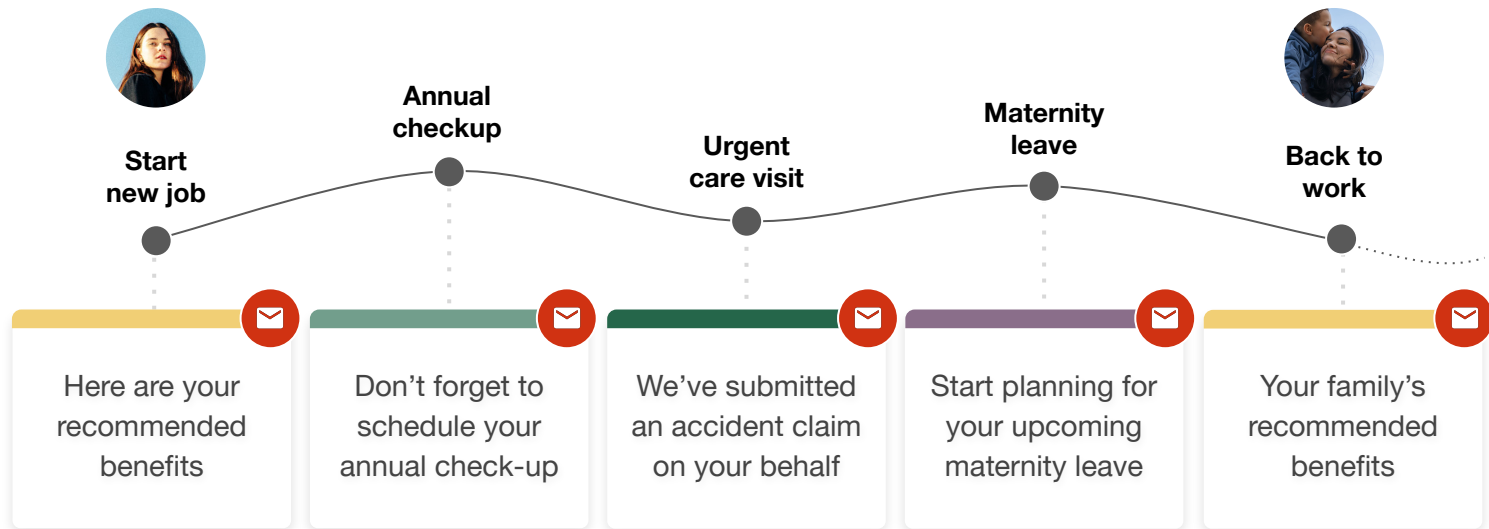 Start
new job
Annual
checkup
Urgent
care visit
Maternity
leave
Back to
work
Here are your
recommended
benefits
Don’t forget to
schedule your
annual check-up
We’ve submitted
an accident claim
on your behalf
Start planning for
your upcoming
maternity leave
Your family’s
recommended
benefits